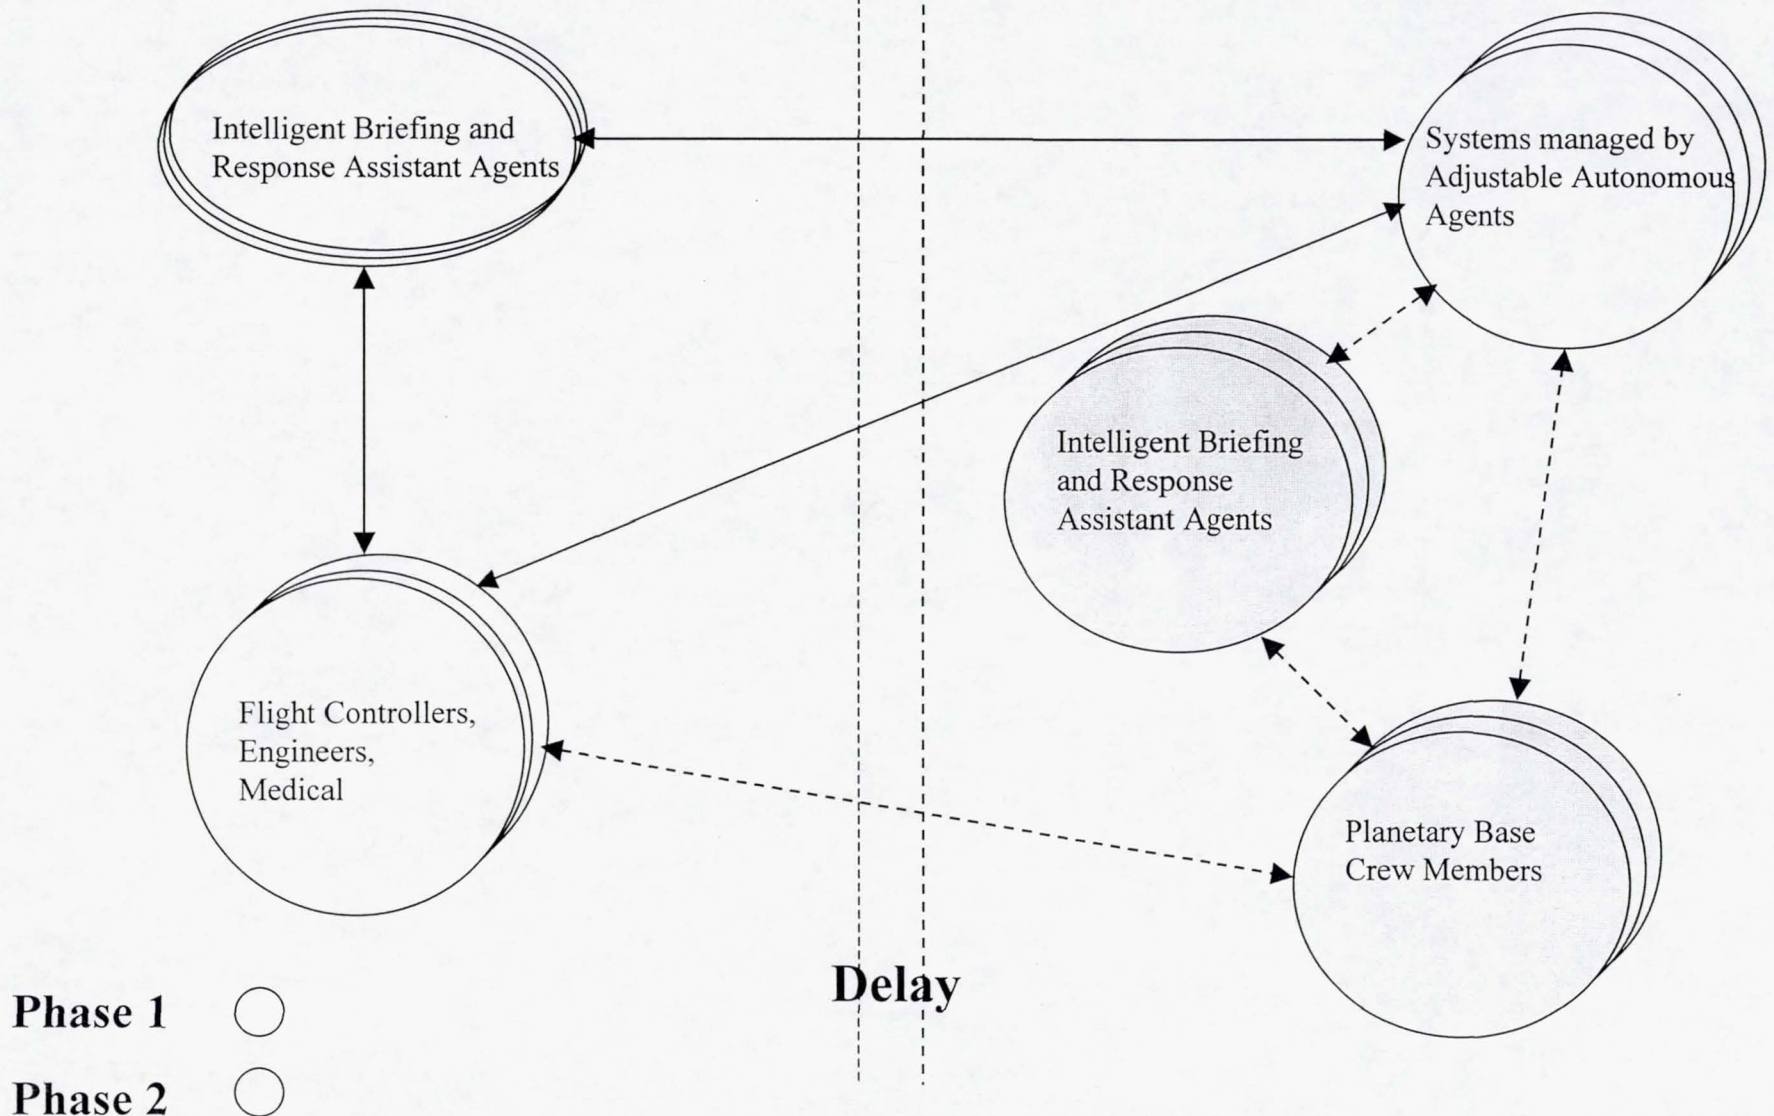 Intelligent Briefing and
Response Assistant Agents
Systems managed by
Adjustable Autonomous
Agents
Intelligent Briefing
and Response
Assistant Agents
Flight Controllers,
Engineers,
Medical
Planetary Base
Crew Members
Delay
Phase 1
Phase 2